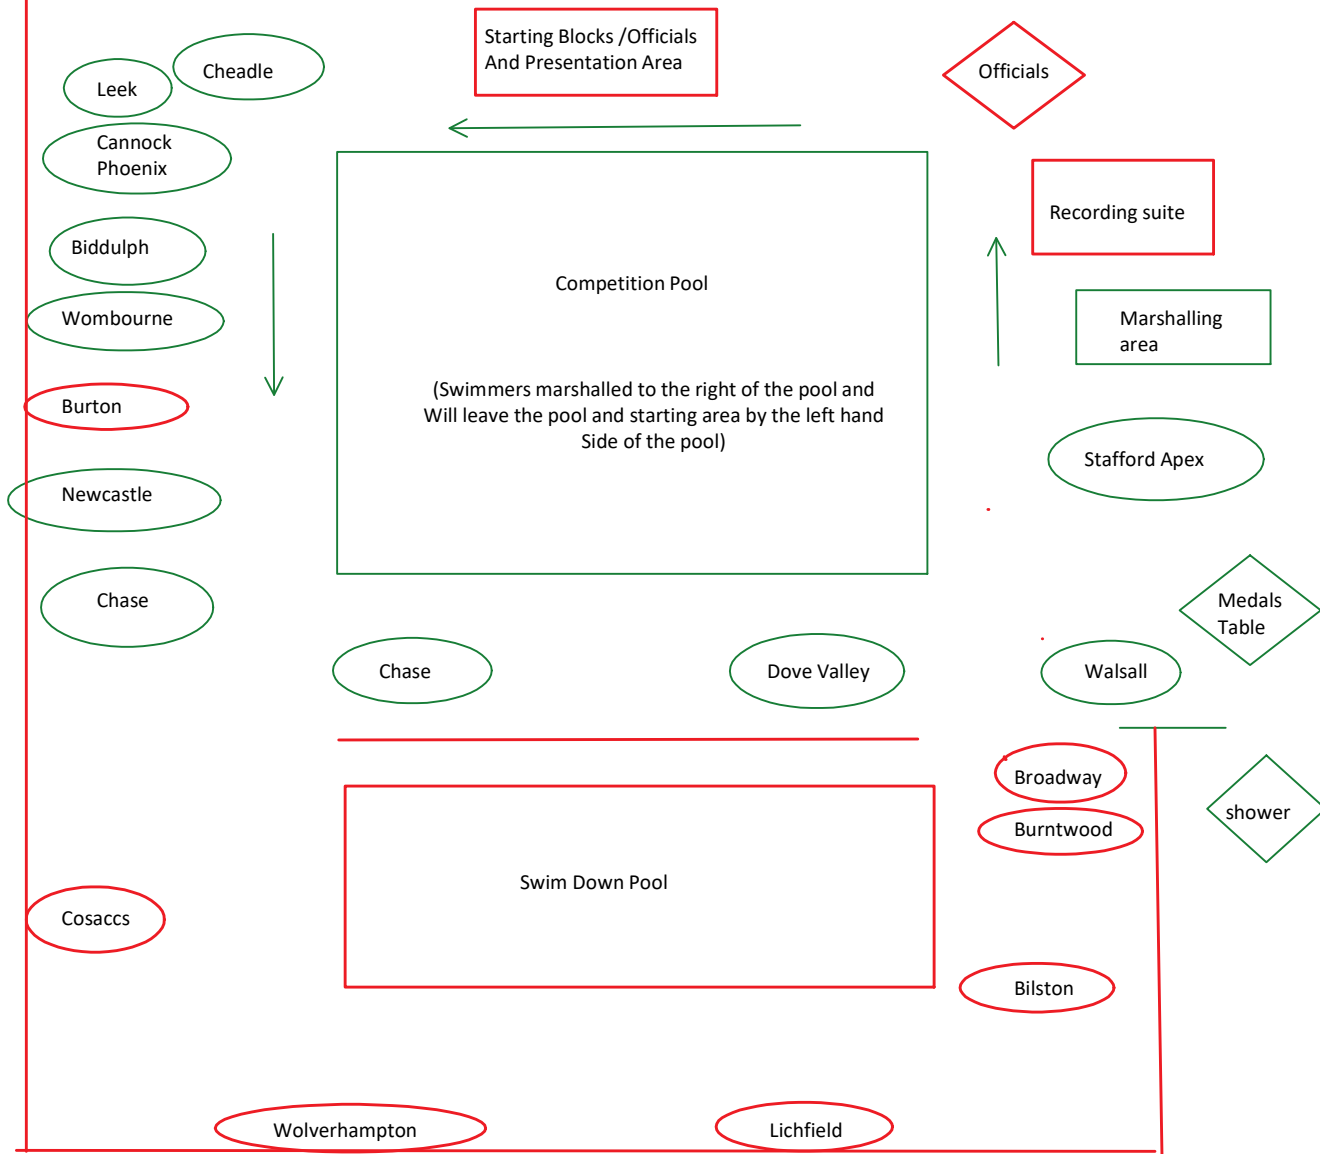 Starting Blocks /Officials
And Presentation Area
Officials
Cheadle
Leek
Cannock
Phoenix
Recording suite
Biddulph
Competition Pool
Wombourne
Marshalling
area
(Swimmers marshalled to the right of the pool and
Will leave the pool and starting area by the left hand
Side of the pool)
Burton
Stafford Apex
Newcastle
Chase
Medals
Table
Chase
Dove Valley
Walsall
Broadway
Burntwood
shower
Swim Down Pool
Cosaccs
Bilston
Wolverhampton
Lichfield